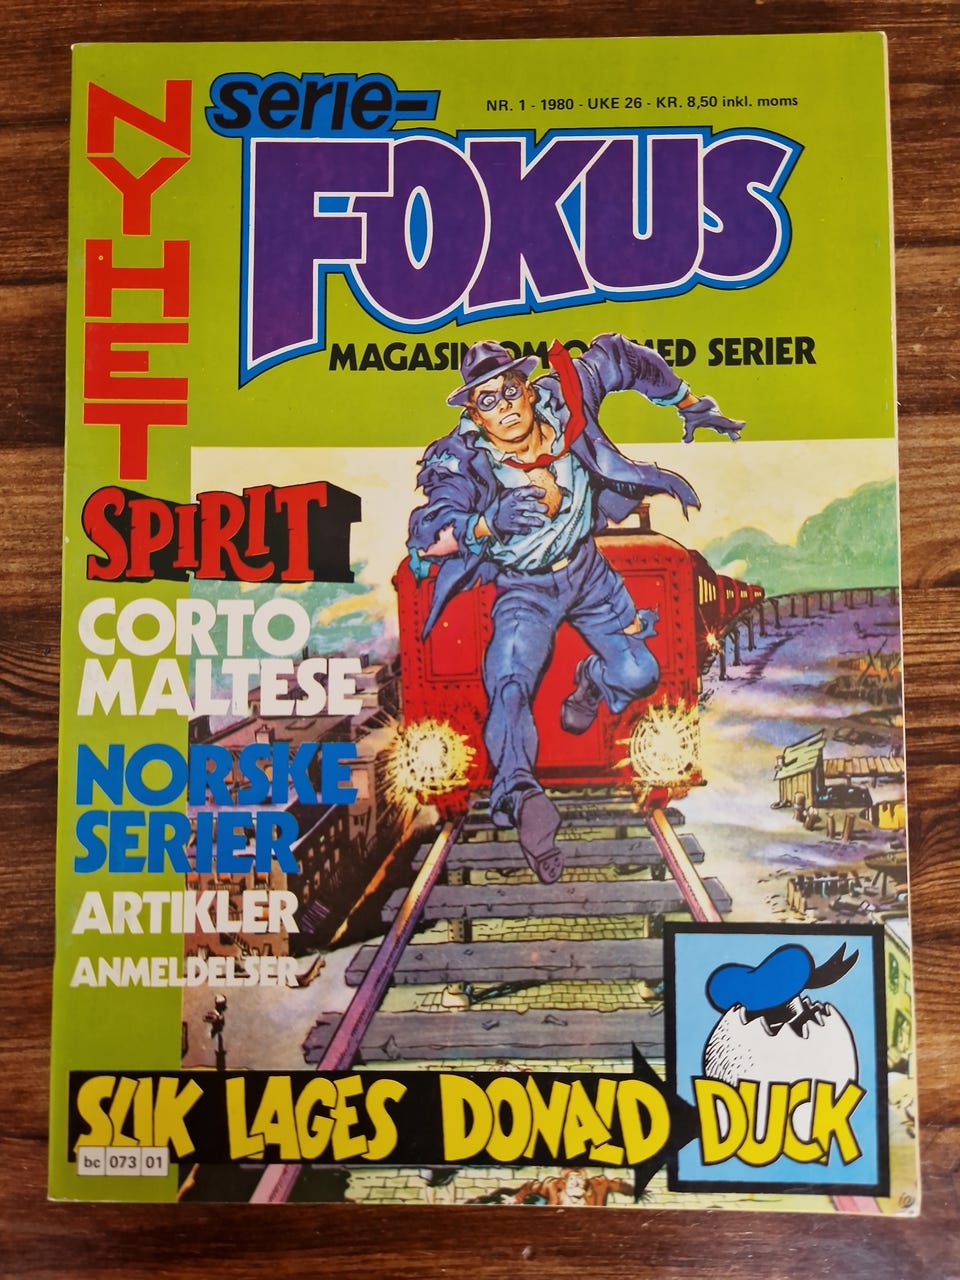 NYHET
serie-
NR. 1 - 1980 - UKE 26 - KR. 8,50 inkl. moms
FOKUS
MAGASIN OM OG MED SERIER
SPIRIT
CORTO
MALTESE
NORSKE
SERIER
ARTIKLER
ANMELDELSER
SLIK LAGES DONALD DUCK
bc 073 01